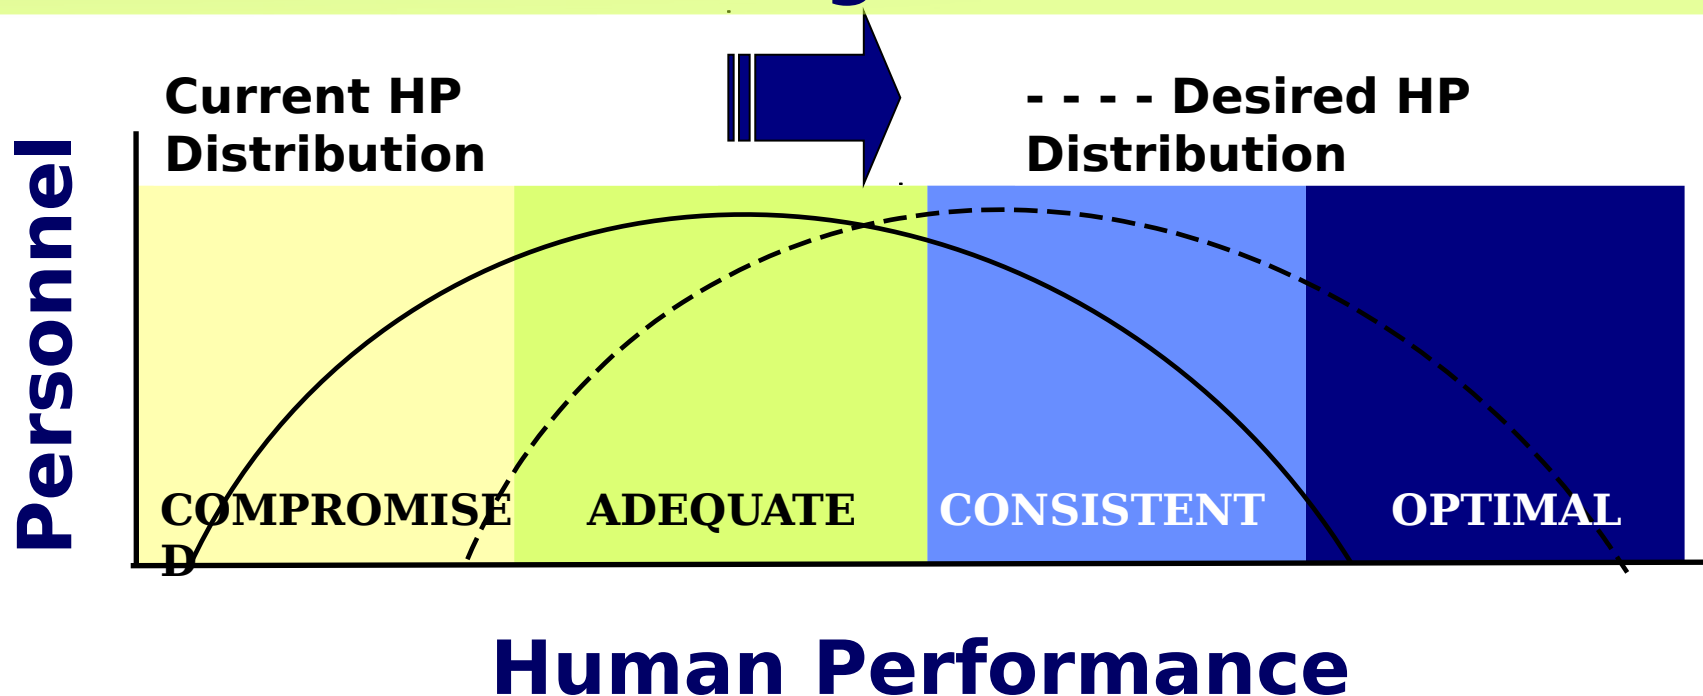 Current HP
Distribution
- - - - Desired HP
Distribution
Personnel
COMPROMISE
D
ADEQUATE
CONSISTENT
OPTIMAL
Human Performance